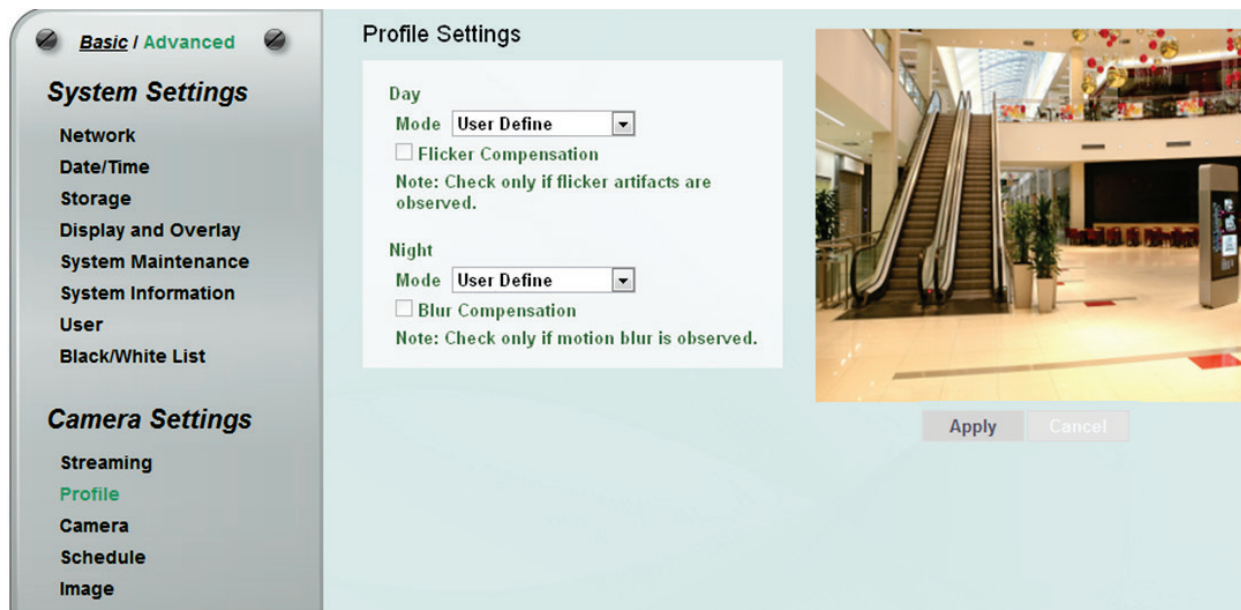 Basic / Advanced
System Settings
Network
Date/Time
Storage
Display and Overlay
System Maintenance
System Information
User
Black/White List
Camera Settings
Streaming
Profile
Camera
Schedule
Image
Profile Settings
Day
Mode User Define
Flicker Compensation
Note: Check only if flicker artifacts are
observed.
Night
Mode User Define
Blur Compensation
Note: Check only if motion blur is observed.
Apply Cancel